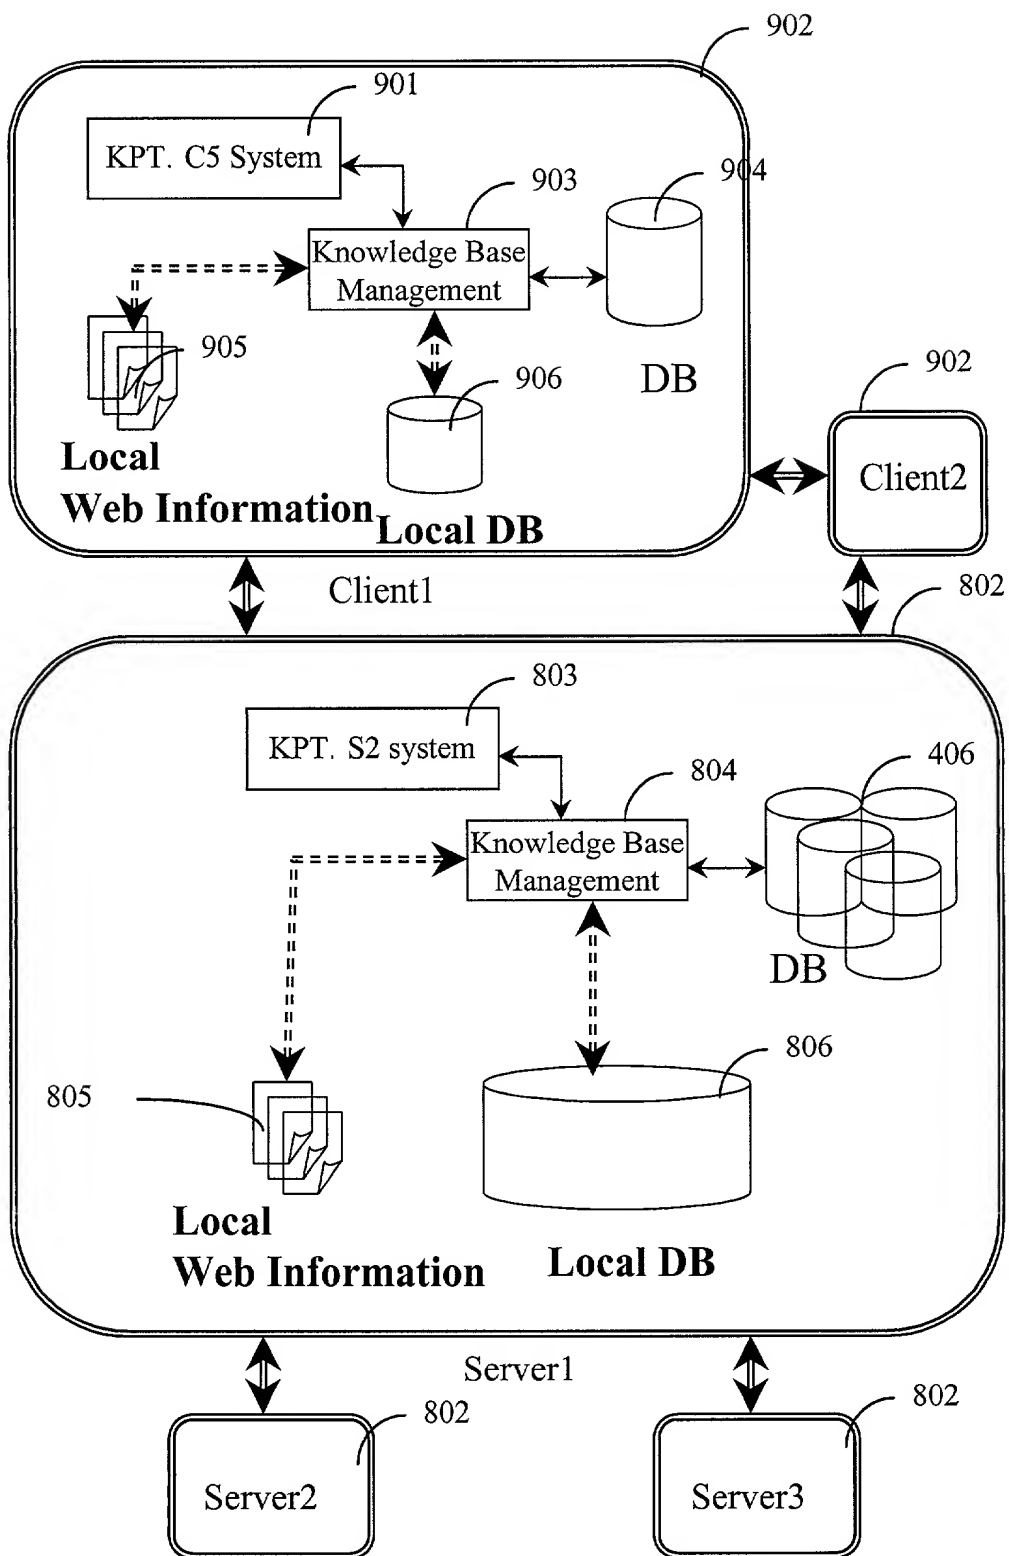 902
901
KPT. C5 System
903
904
Knowledge Base
Management
905
906
DB
902
Local
Web Information
Local DB
Client2
Client1
802
803
KPT. S2 system
804
406
Knowledge Base
Management
DB
806
805
Local
Web Information
Local DB
Server1
802
802
Server2
Server3